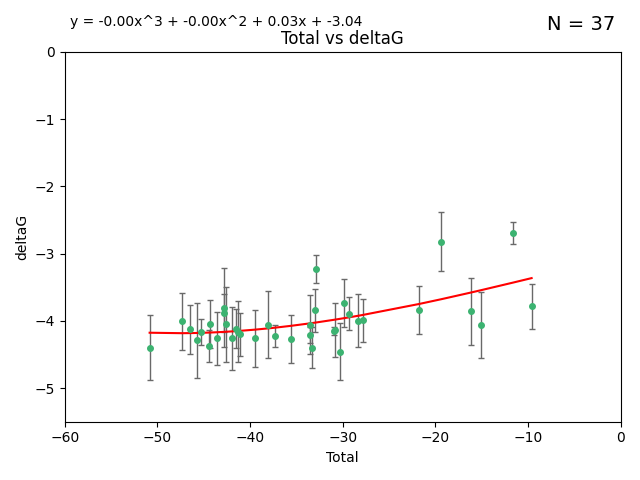 y = -0.00x^3 + -0.00x^2 + 0.03x + -3.04
N = 37
Total vs deltaG
0
−1
−2
−3
−4
−5
deltaG
−60 −50 −40 −30 −20 −10 0
Total